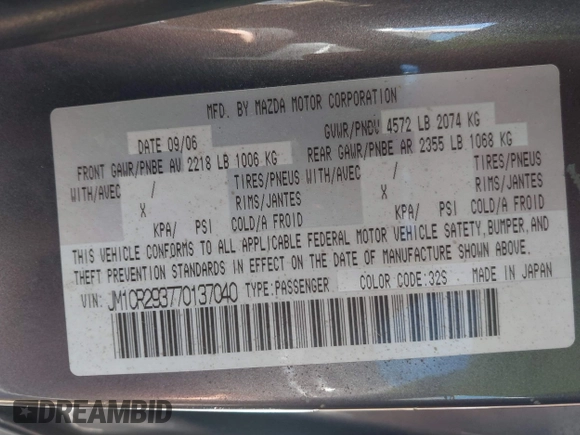 MFD. BY MAZDA MOTOR CORPORATION
DATE 09/06 GVWR/PNBV 4572 LB 2074 KG
FRONT GAWR/PNBE AV 2218 LB 1006 KG REAR GAWR/PNBE AR 2355 LB 1068 KG
WITH/AVEC / TIRES/PNEUS WITH/AVEC / TIRES/PNEUS
X RIMS/JANTES X RIMS/JANTES
KPA/ PSI COLD/A FROID KPA/ PSI COLD/A FROID
THIS VEHICLE CONFORMS TO ALL APPLICABLE FEDERAL MOTOR VEHICLE SAFETY,BUMPER,AND
THEFT PREVENTION STANDARDS IN EFFECT ON THE DATE OF MANUFACTURE SHOWN ABOVE.
VIN: JM1CR293770137040 TYPE:PASSENGER COLOR CODE:32S MADE IN JAPAN
DREAMBID